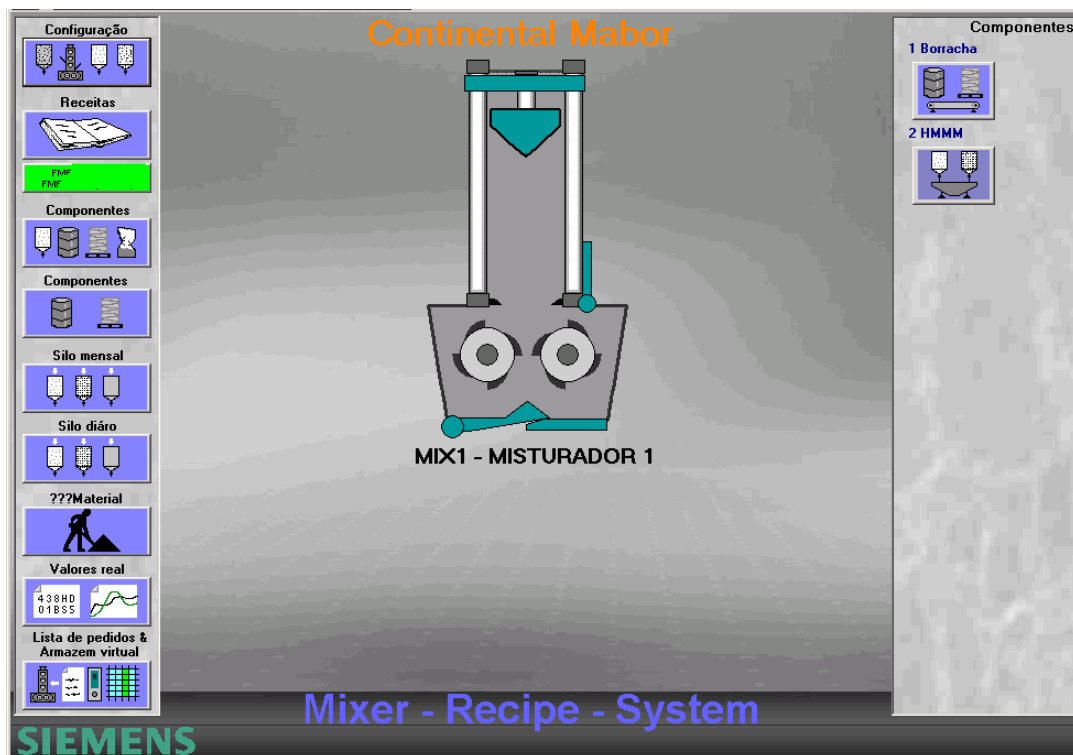 Continental Mabor
Configuração
Receitas
FMF
FMF
Componentes
Componentes
Silo mensal
Silo diáro
???Material
Valores real
438HD
01BSS
Lista de pedidos &
Armazem virtual
MIX1 - MISTURADOR 1
Componentes
1 Borracha
2 HMMM
Mixer - Recipe - System
SIEMENS